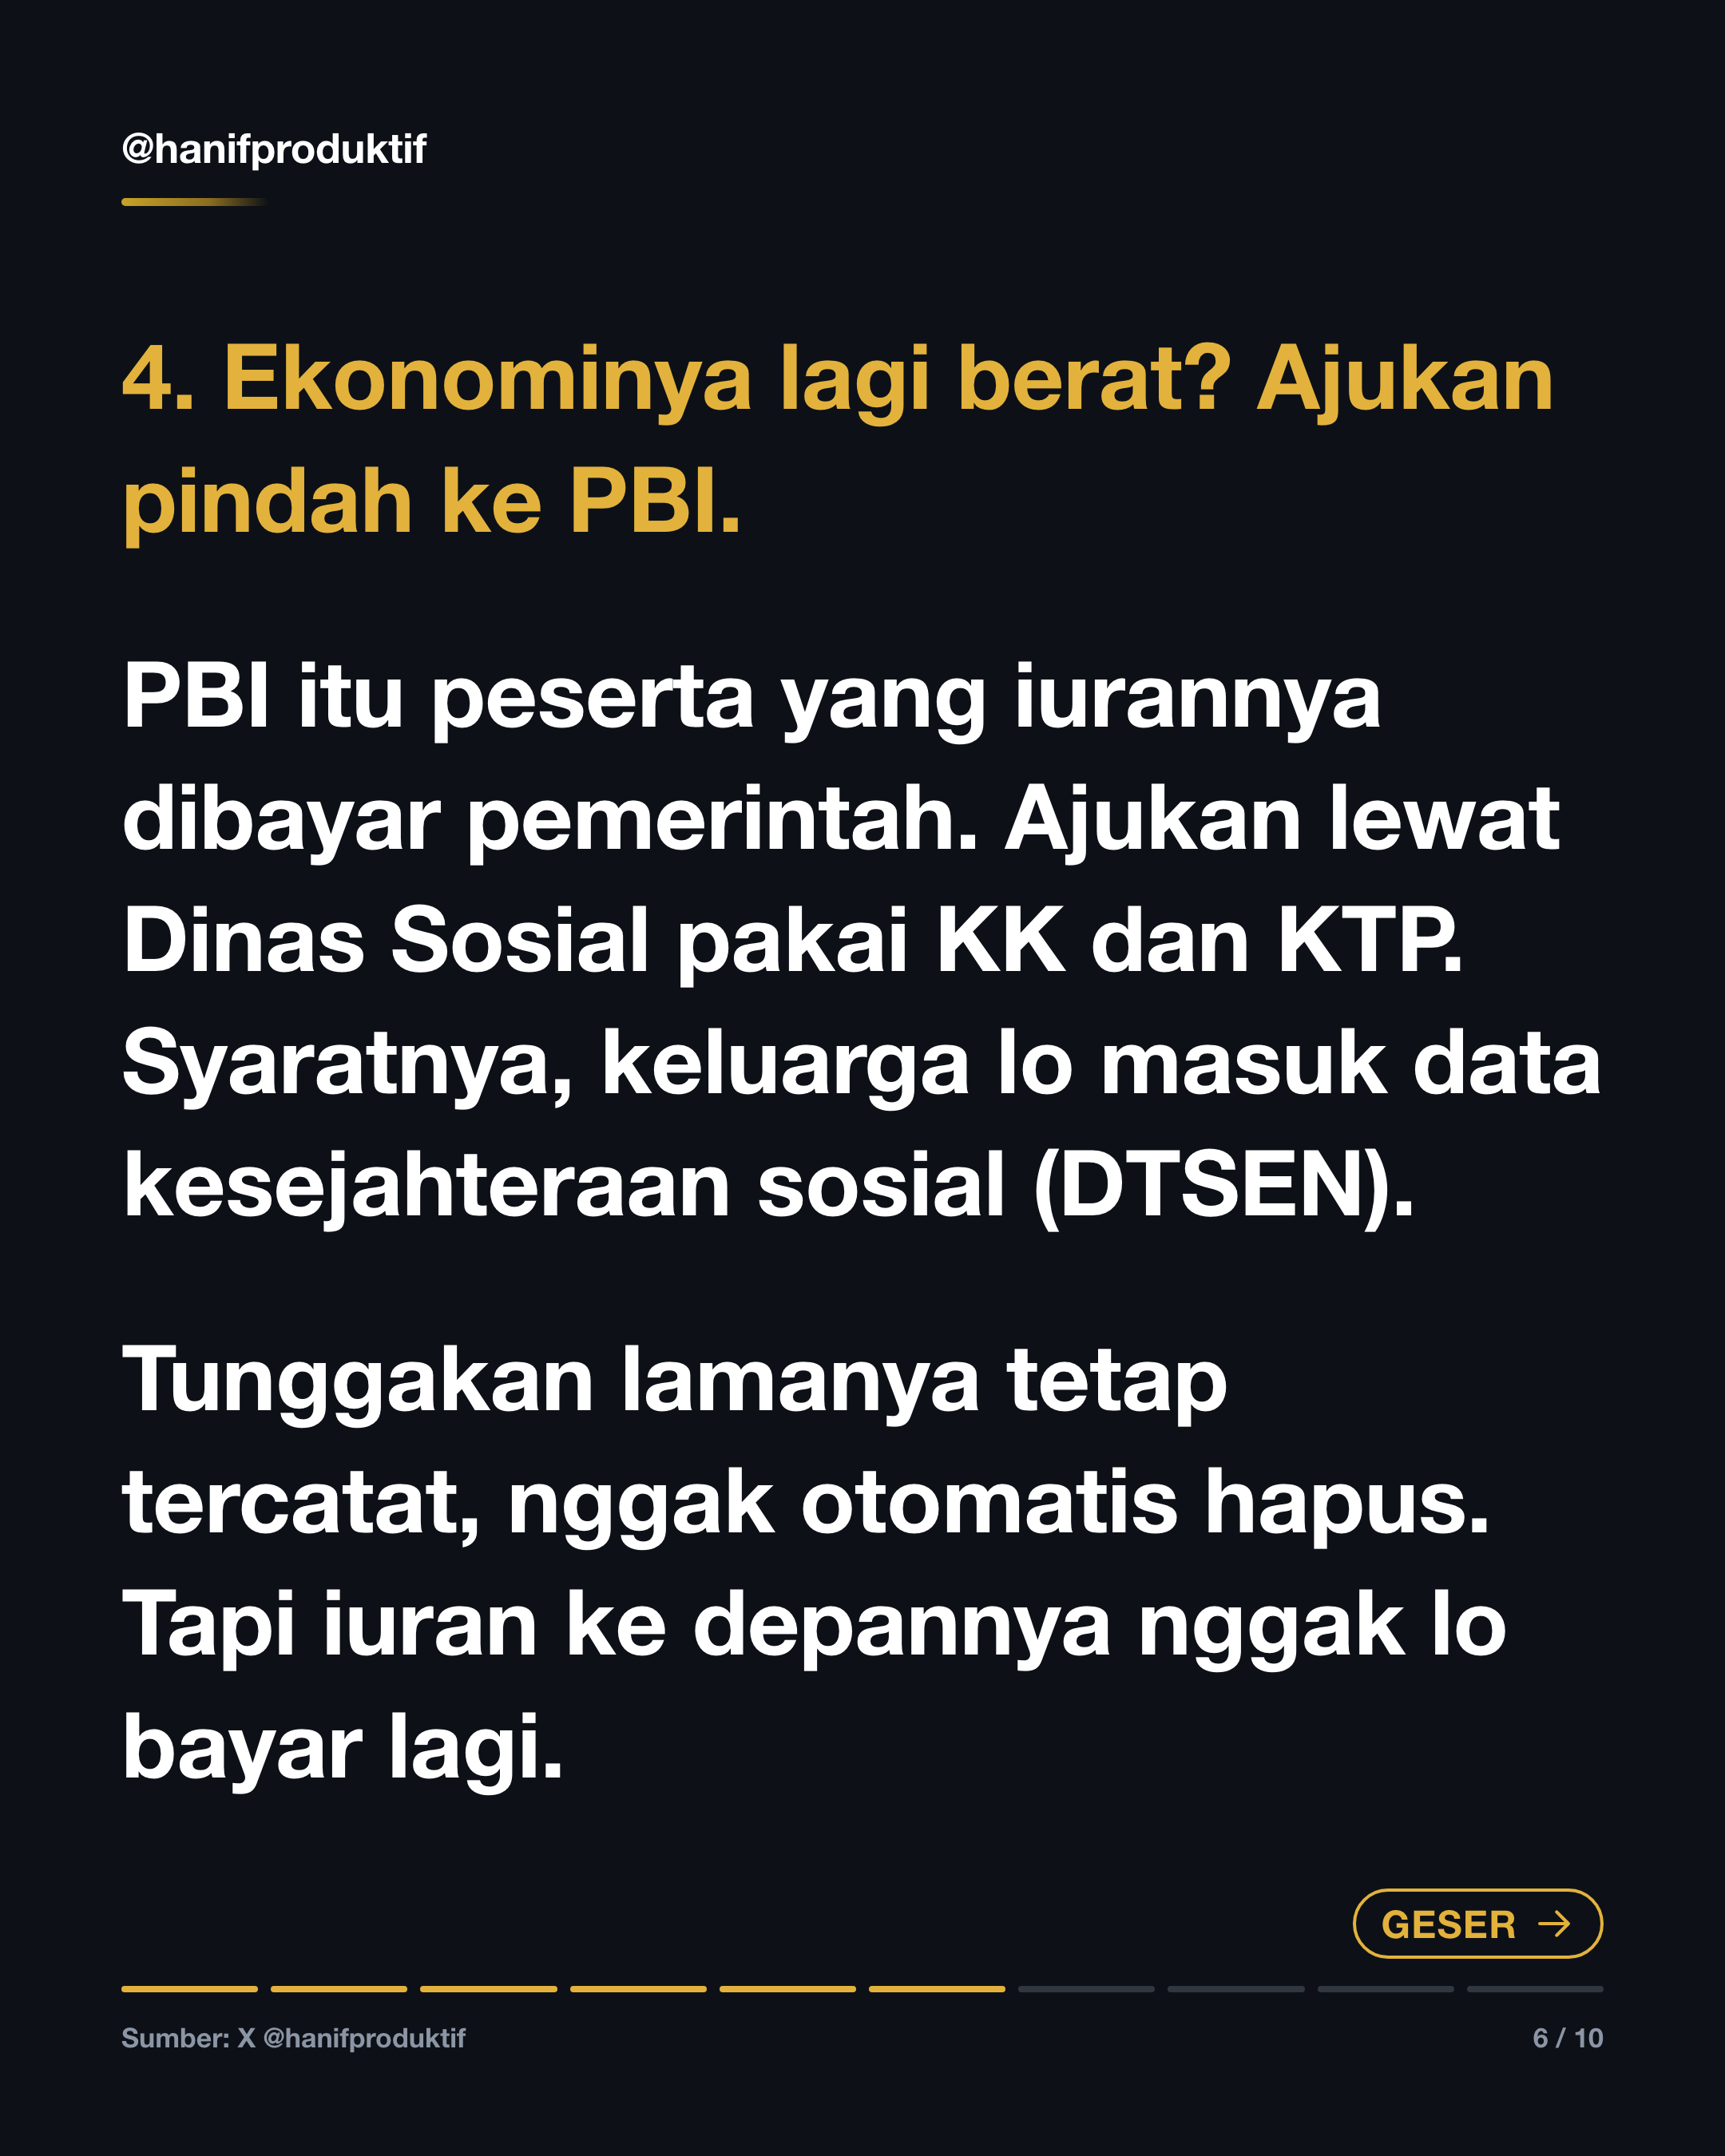 @hanifproduktif
4. Ekonominya lagi berat? Ajukan
pindah ke PBI.
PBI itu peserta yang iurannya
dibayar pemerintah. Ajukan lewat
Dinas Sosial pakai KK dan KTP.
Syaratnya, keluarga lo masuk data
kesejahteraan sosial (DTSEN).
Tunggakan lamanya tetap
tercatat, nggak otomatis hapus.
Tapi iuran ke depannya nggak lo
bayar lagi.
GESER →
Sumber: X @hanifproduktif
6 / 10